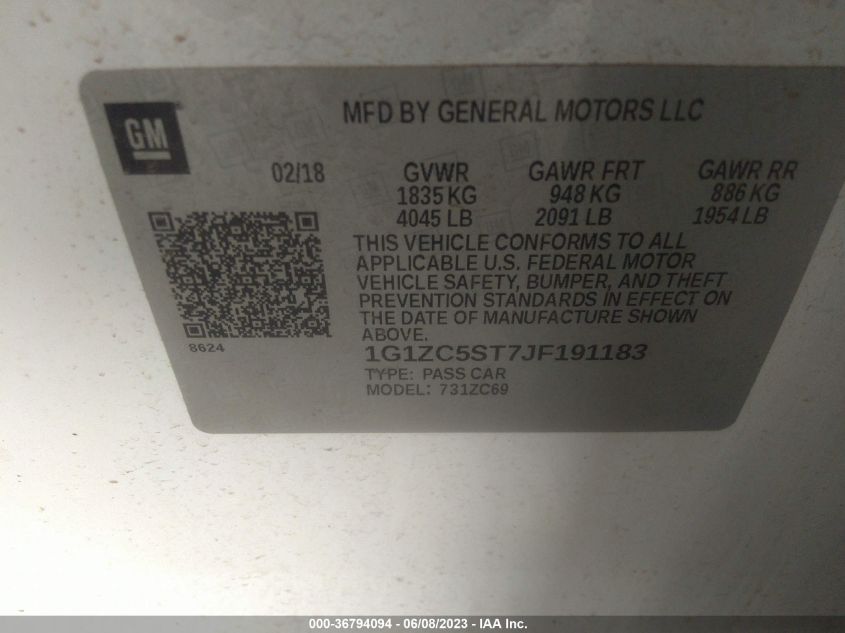 GM
MFD BY GENERAL MOTORS LLC
02/18 GVWR GAWR FRT GAWR RR
1835 KG 948 KG 886 KG
4045 LB 2091 LB 1954 LB
THIS VEHICLE CONFORMS TO ALL
APPLICABLE U.S. FEDERAL MOTOR
VEHICLE SAFETY, BUMPER, AND THEFT
PREVENTION STANDARDS IN EFFECT ON
THE DATE OF MANUFACTURE SHOWN
ABOVE.
8624
1G1ZC5ST7JF191183
TYPE: PASS CAR
MODEL: 731ZC69
000-36794094 - 06/08/2023 - IAA Inc.